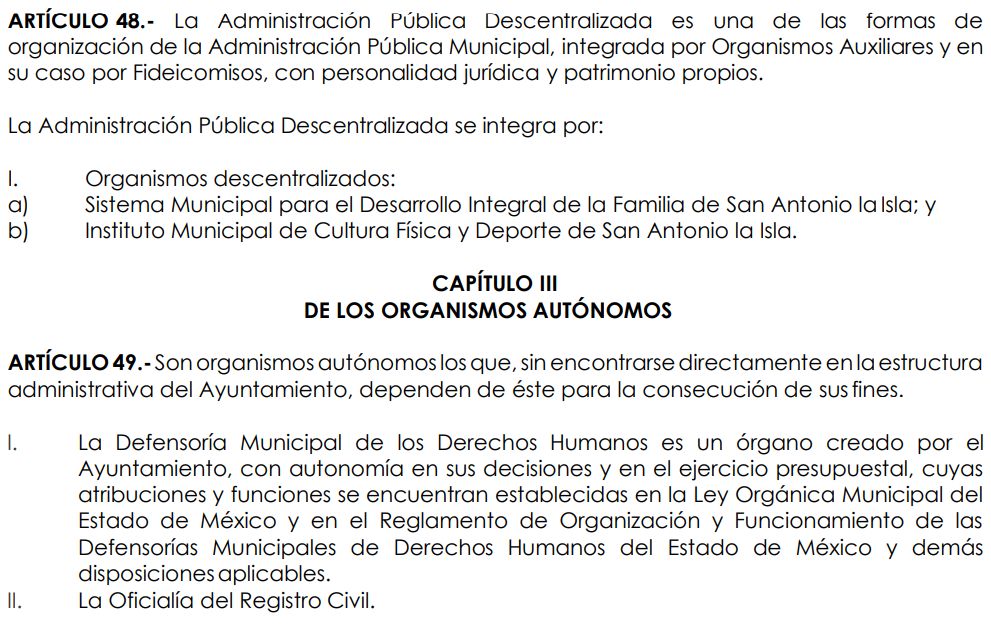 ARTÍCULO 48.- La Administración Pública Descentralizada es una de las formas de
organización de la Administración Pública Municipal, integrada por Organismos Auxiliares y en
su caso por Fideicomisos, con personalidad jurídica y patrimonio propios.
La Administración Pública Descentralizada se integra por:
I. Organismos descentralizados:
a) Sistema Municipal para el Desarrollo Integral de la Familia de San Antonio la Isla; y
b) Instituto Municipal de Cultura Física y Deporte de San Antonio la Isla.
CAPÍTULO III
DE LOS ORGANISMOS AUTÓNOMOS
ARTÍCULO 49.- Son organismos autónomos los que, sin encontrarse directamente en la estructura
administrativa del Ayuntamiento, dependen de éste para la consecución de sus fines.
I. La Defensoría Municipal de los Derechos Humanos es un órgano creado por el
Ayuntamiento, con autonomía en sus decisiones y en el ejercicio presupuestal, cuyas
atribuciones y funciones se encuentran establecidas en la Ley Orgánica Municipal del
Estado de México y en el Reglamento de Organización y Funcionamiento de las
Defensorías Municipales de Derechos Humanos del Estado de México y demás
disposiciones aplicables.
II. La Oficialía del Registro Civil.